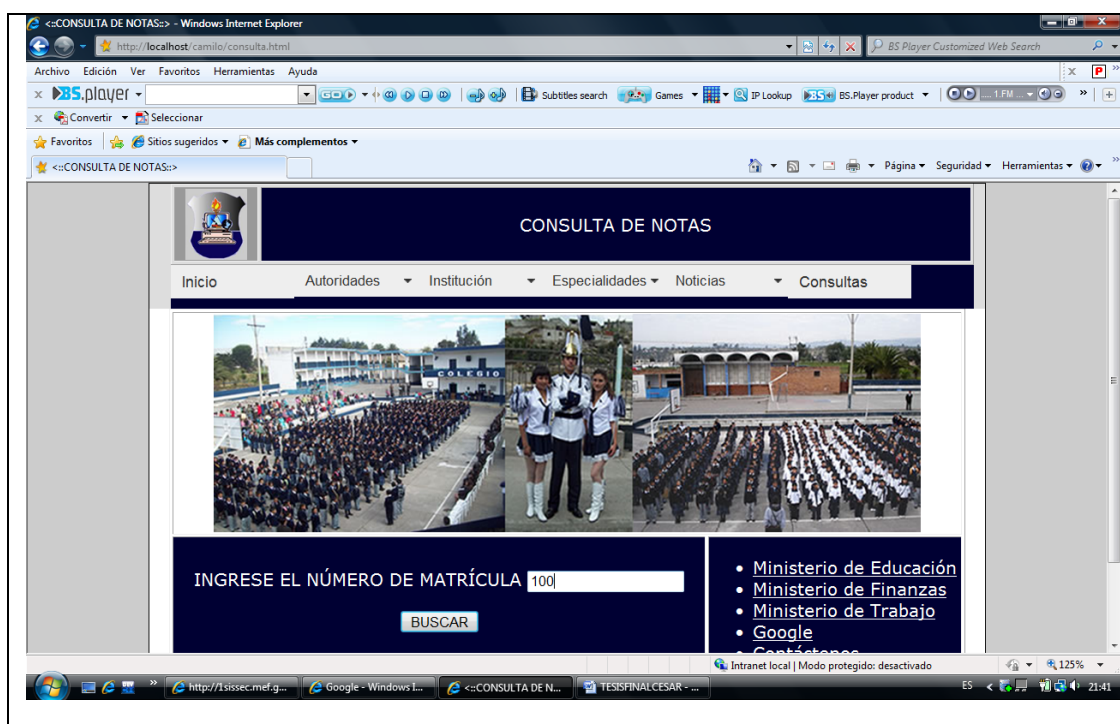 <::CONSULTA DE NOTAS::> - Windows Internet Explorer
http://localhost/camilo/consulta.html
BS Player Customized Web Search
Archivo Edición Ver Favoritos Herramientas Ayuda
x BS.player GO Subtitles search Games IP Lookup BS.Player product .... 1.FM ... »
x Convertir Seleccionar
Favoritos Sitios sugeridos Más complementos
<::CONSULTA DE NOTAS::> Página Seguridad Herramientas »
CONSULTA DE NOTAS
Inicio Autoridades Institución Especialidades Noticias Consultas
COLEGIO
INGRESE EL NÚMERO DE MATRÍCULA 100
BUSCAR
• Ministerio de Educación
• Ministerio de Finanzas
• Ministerio de Trabajo
• Google
• Contáctenos
Intranet local | Modo protegido: desactivado 125%
» http://1sissec.mef.g... Google - Windows I... <::CONSULTA DE N... TESISFINALCESAR - ... ES 21:41